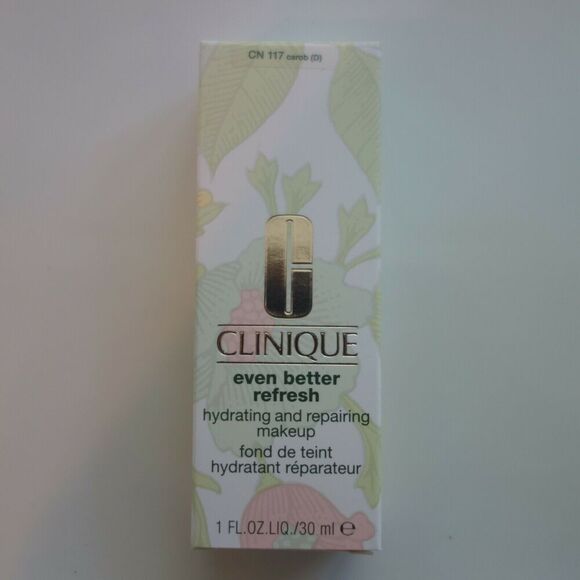 CN 117 carob (D)
C
CLINIQUE
even better
refresh
hydrating and repairing
makeup
fond de teint
hydratant réparateur
1 FL.OZ.LIQ./30 ml ℮